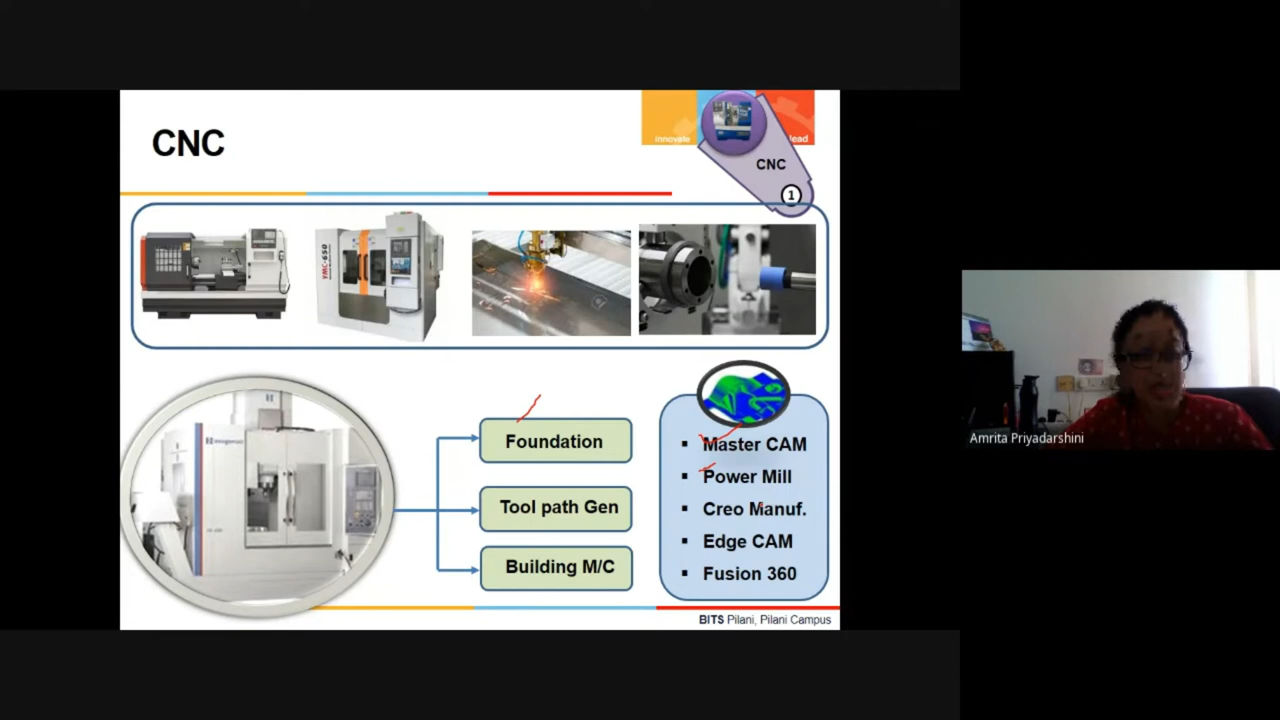 CNC
innovate
lead
CNC
1
VMC-650
Foundation
Tool path Gen
Building M/C
Master CAM
Power Mill
Creo Manuf.
Edge CAM
Fusion 360
BITS Pilani, Pilani Campus
Amrita Priyadarshini